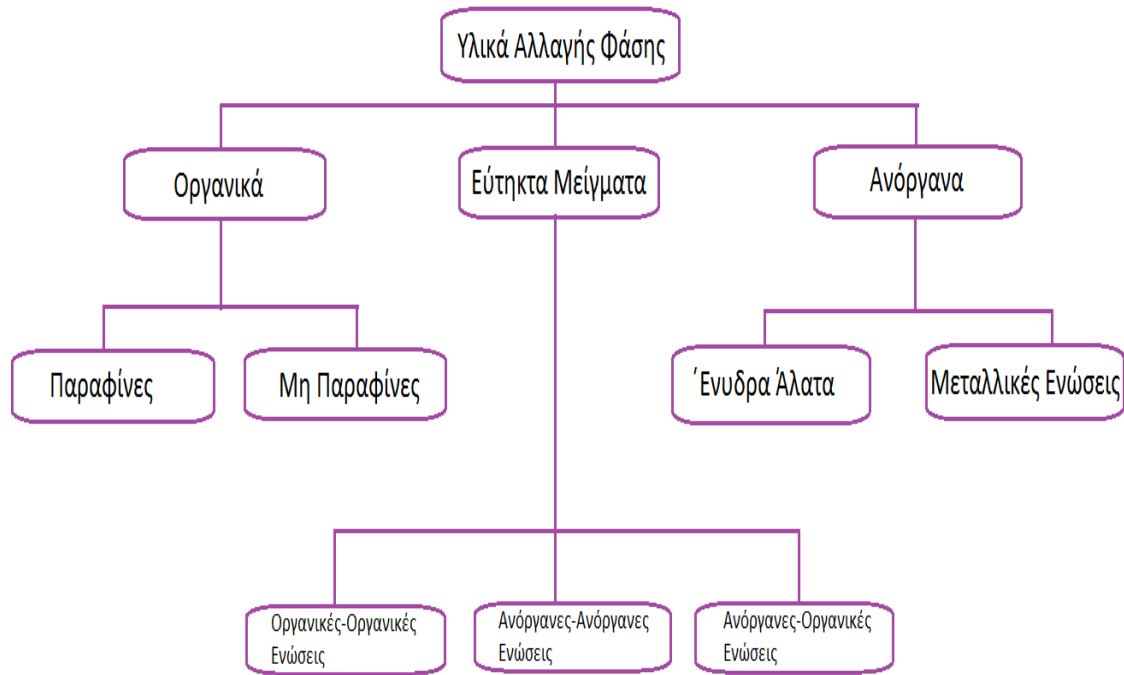 Υλικά Αλλαγής Φάσης
Οργανικά
Εύτηκτα Μείγματα
Ανόργανα
Παραφίνες
Μη Παραφίνες
Ένυδρα Άλατα
Μεταλλικές Ενώσεις
Οργανικές-Οργανικές
Ενώσεις
Ανόργανες-Ανόργανες
Ενώσεις
Ανόργανες-Οργανικές
Ενώσεις